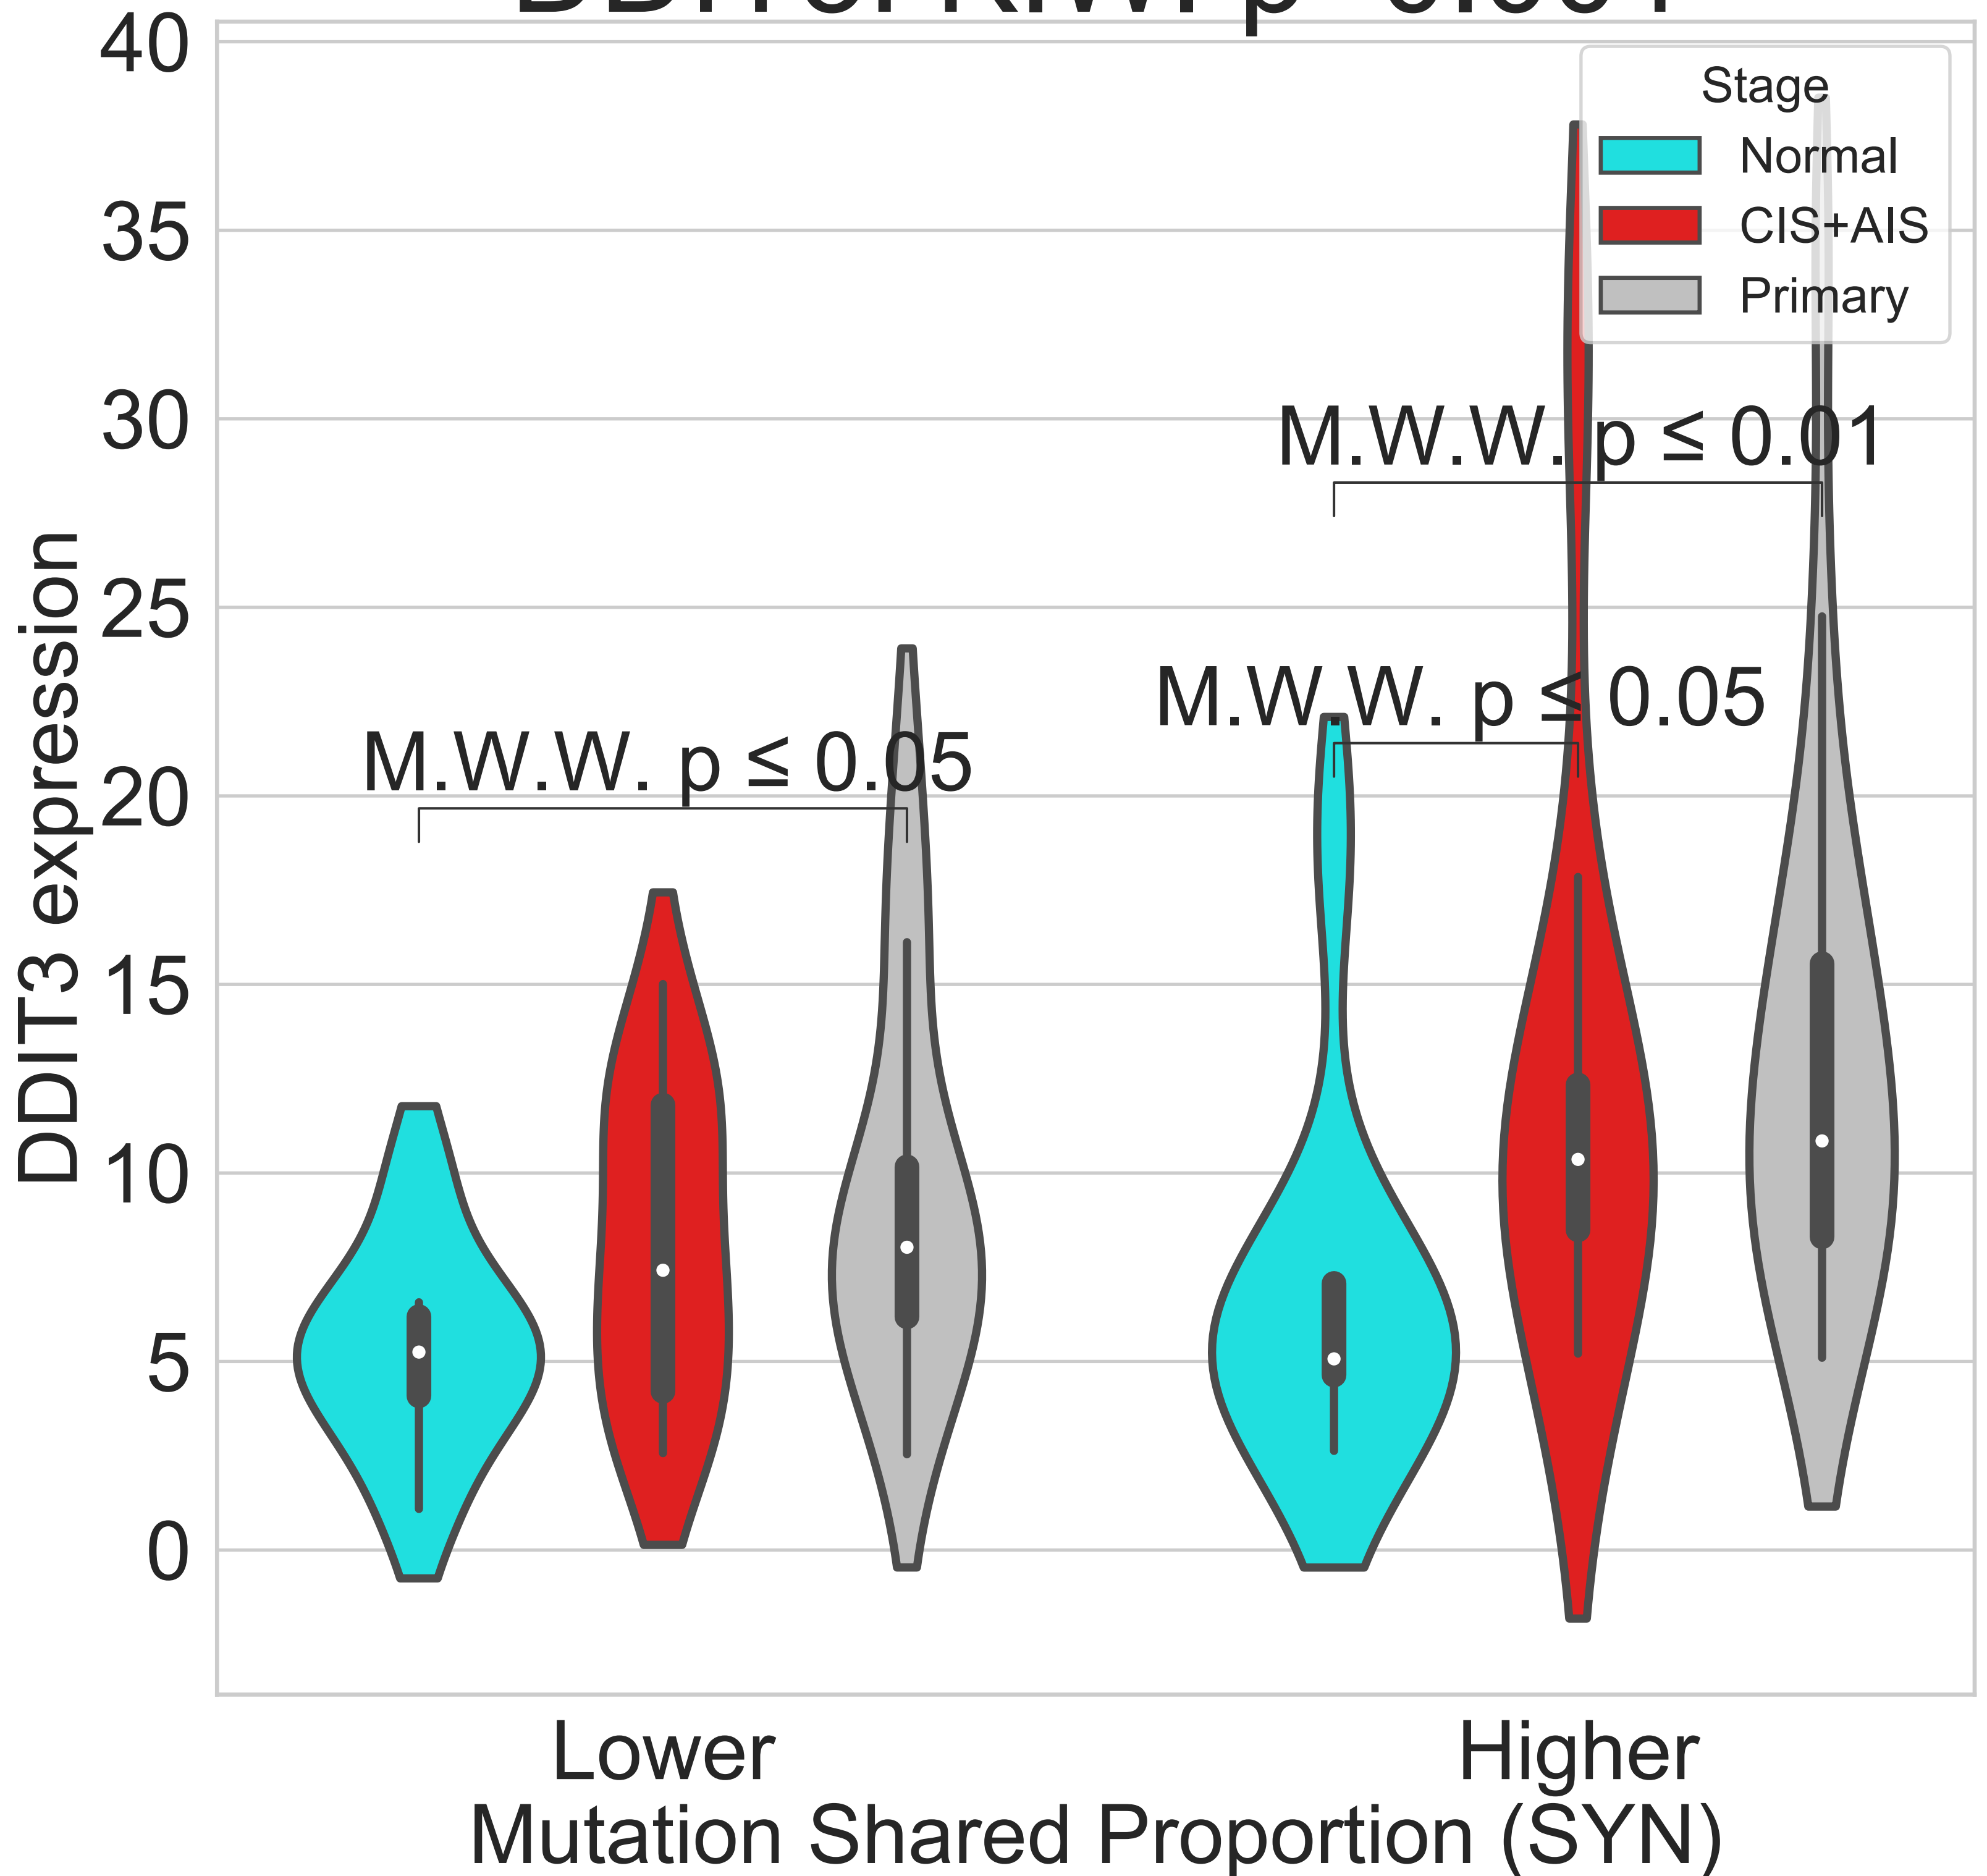 40
35
30
25
20
15
10
5
0
DDIT3 expression
Stage
Normal
CIS+AIS
Primary
M.W.W. p ≤ 0.01
M.W.W. p ≤ 0.05
M.W.W. p ≤ 0.05
Lower
Higher
Mutation Shared Proportion (SYN)